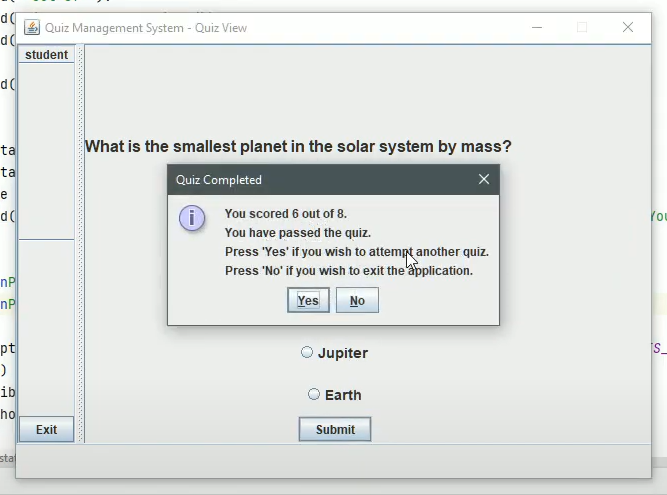 Quiz Management System - Quiz View
student
What is the smallest planet in the solar system by mass?
Quiz Completed
You scored 6 out of 8.
You have passed the quiz.
Press 'Yes' if you wish to attempt another quiz.
Press 'No' if you wish to exit the application.
Yes
No
Jupiter
Earth
Exit
Submit